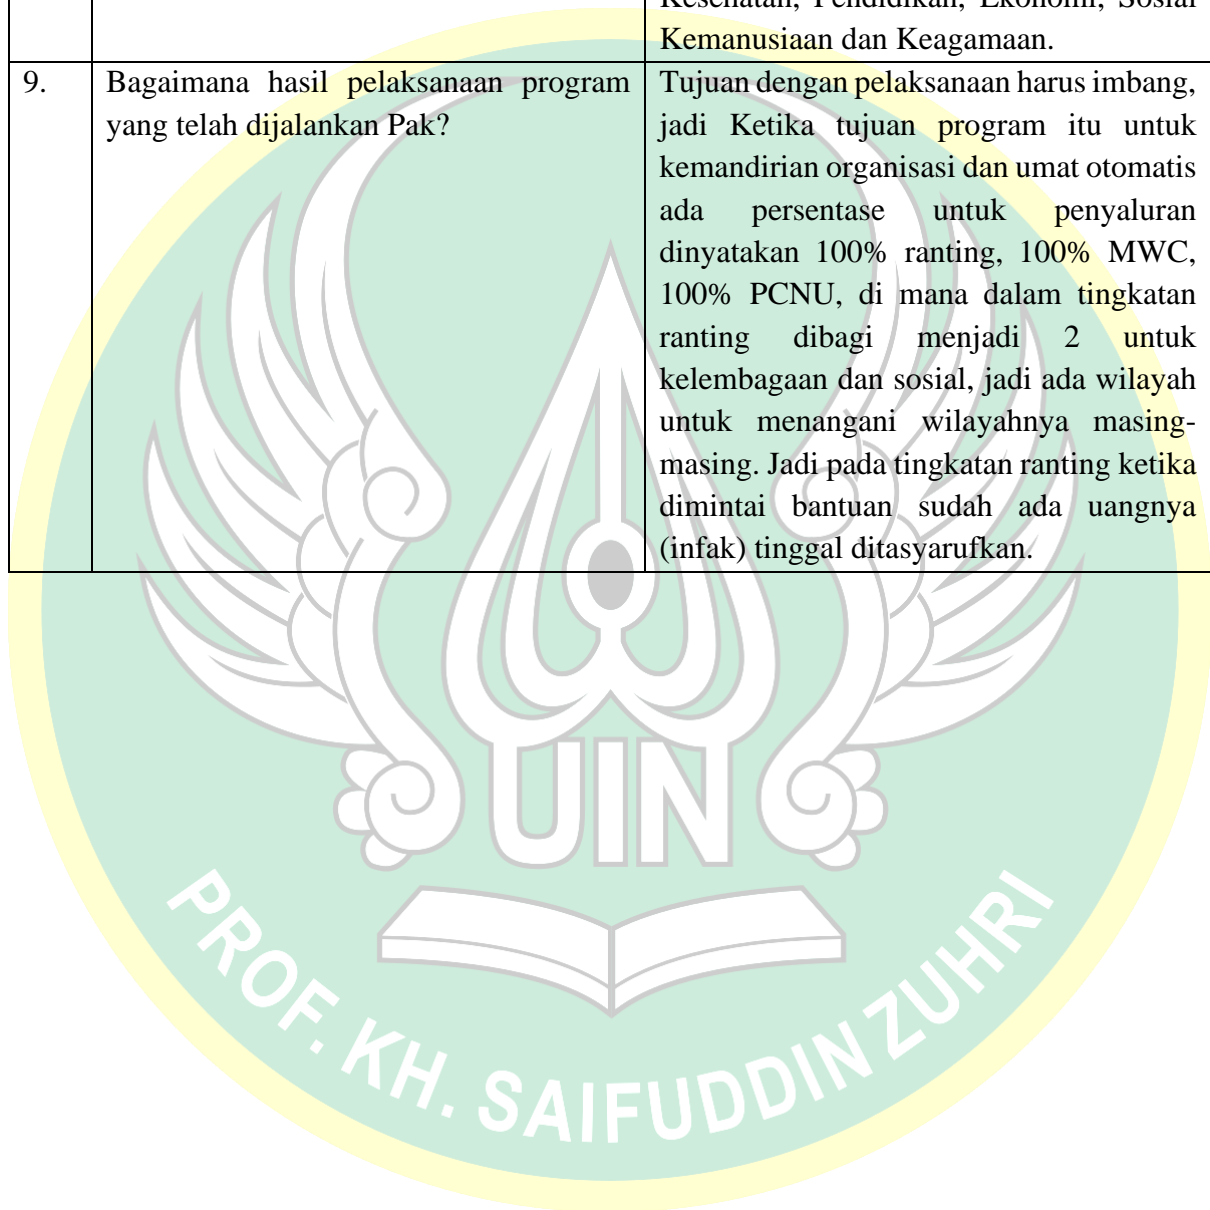 Kesehatan, Pendidikan, Ekonomi, Sosial
Kemanusiaan dan Keagamaan.
9.
Bagaimana hasil pelaksanaan program
yang telah dijalankan Pak?
Tujuan dengan pelaksanaan harus imbang,
jadi Ketika tujuan program itu untuk
kemandirian organisasi dan umat otomatis
ada persentase untuk penyaluran
dinyatakan 100% ranting, 100% MWC,
100% PCNU, di mana dalam tingkatan
ranting dibagi menjadi 2 untuk
kelembagaan dan sosial, jadi ada wilayah
untuk menangani wilayahnya masing-
masing. Jadi pada tingkatan ranting ketika
dimintai bantuan sudah ada uangnya
(infak) tinggal ditasyarufkan.
UIN
PROF. KH. SAIFUDDIN ZUHRI